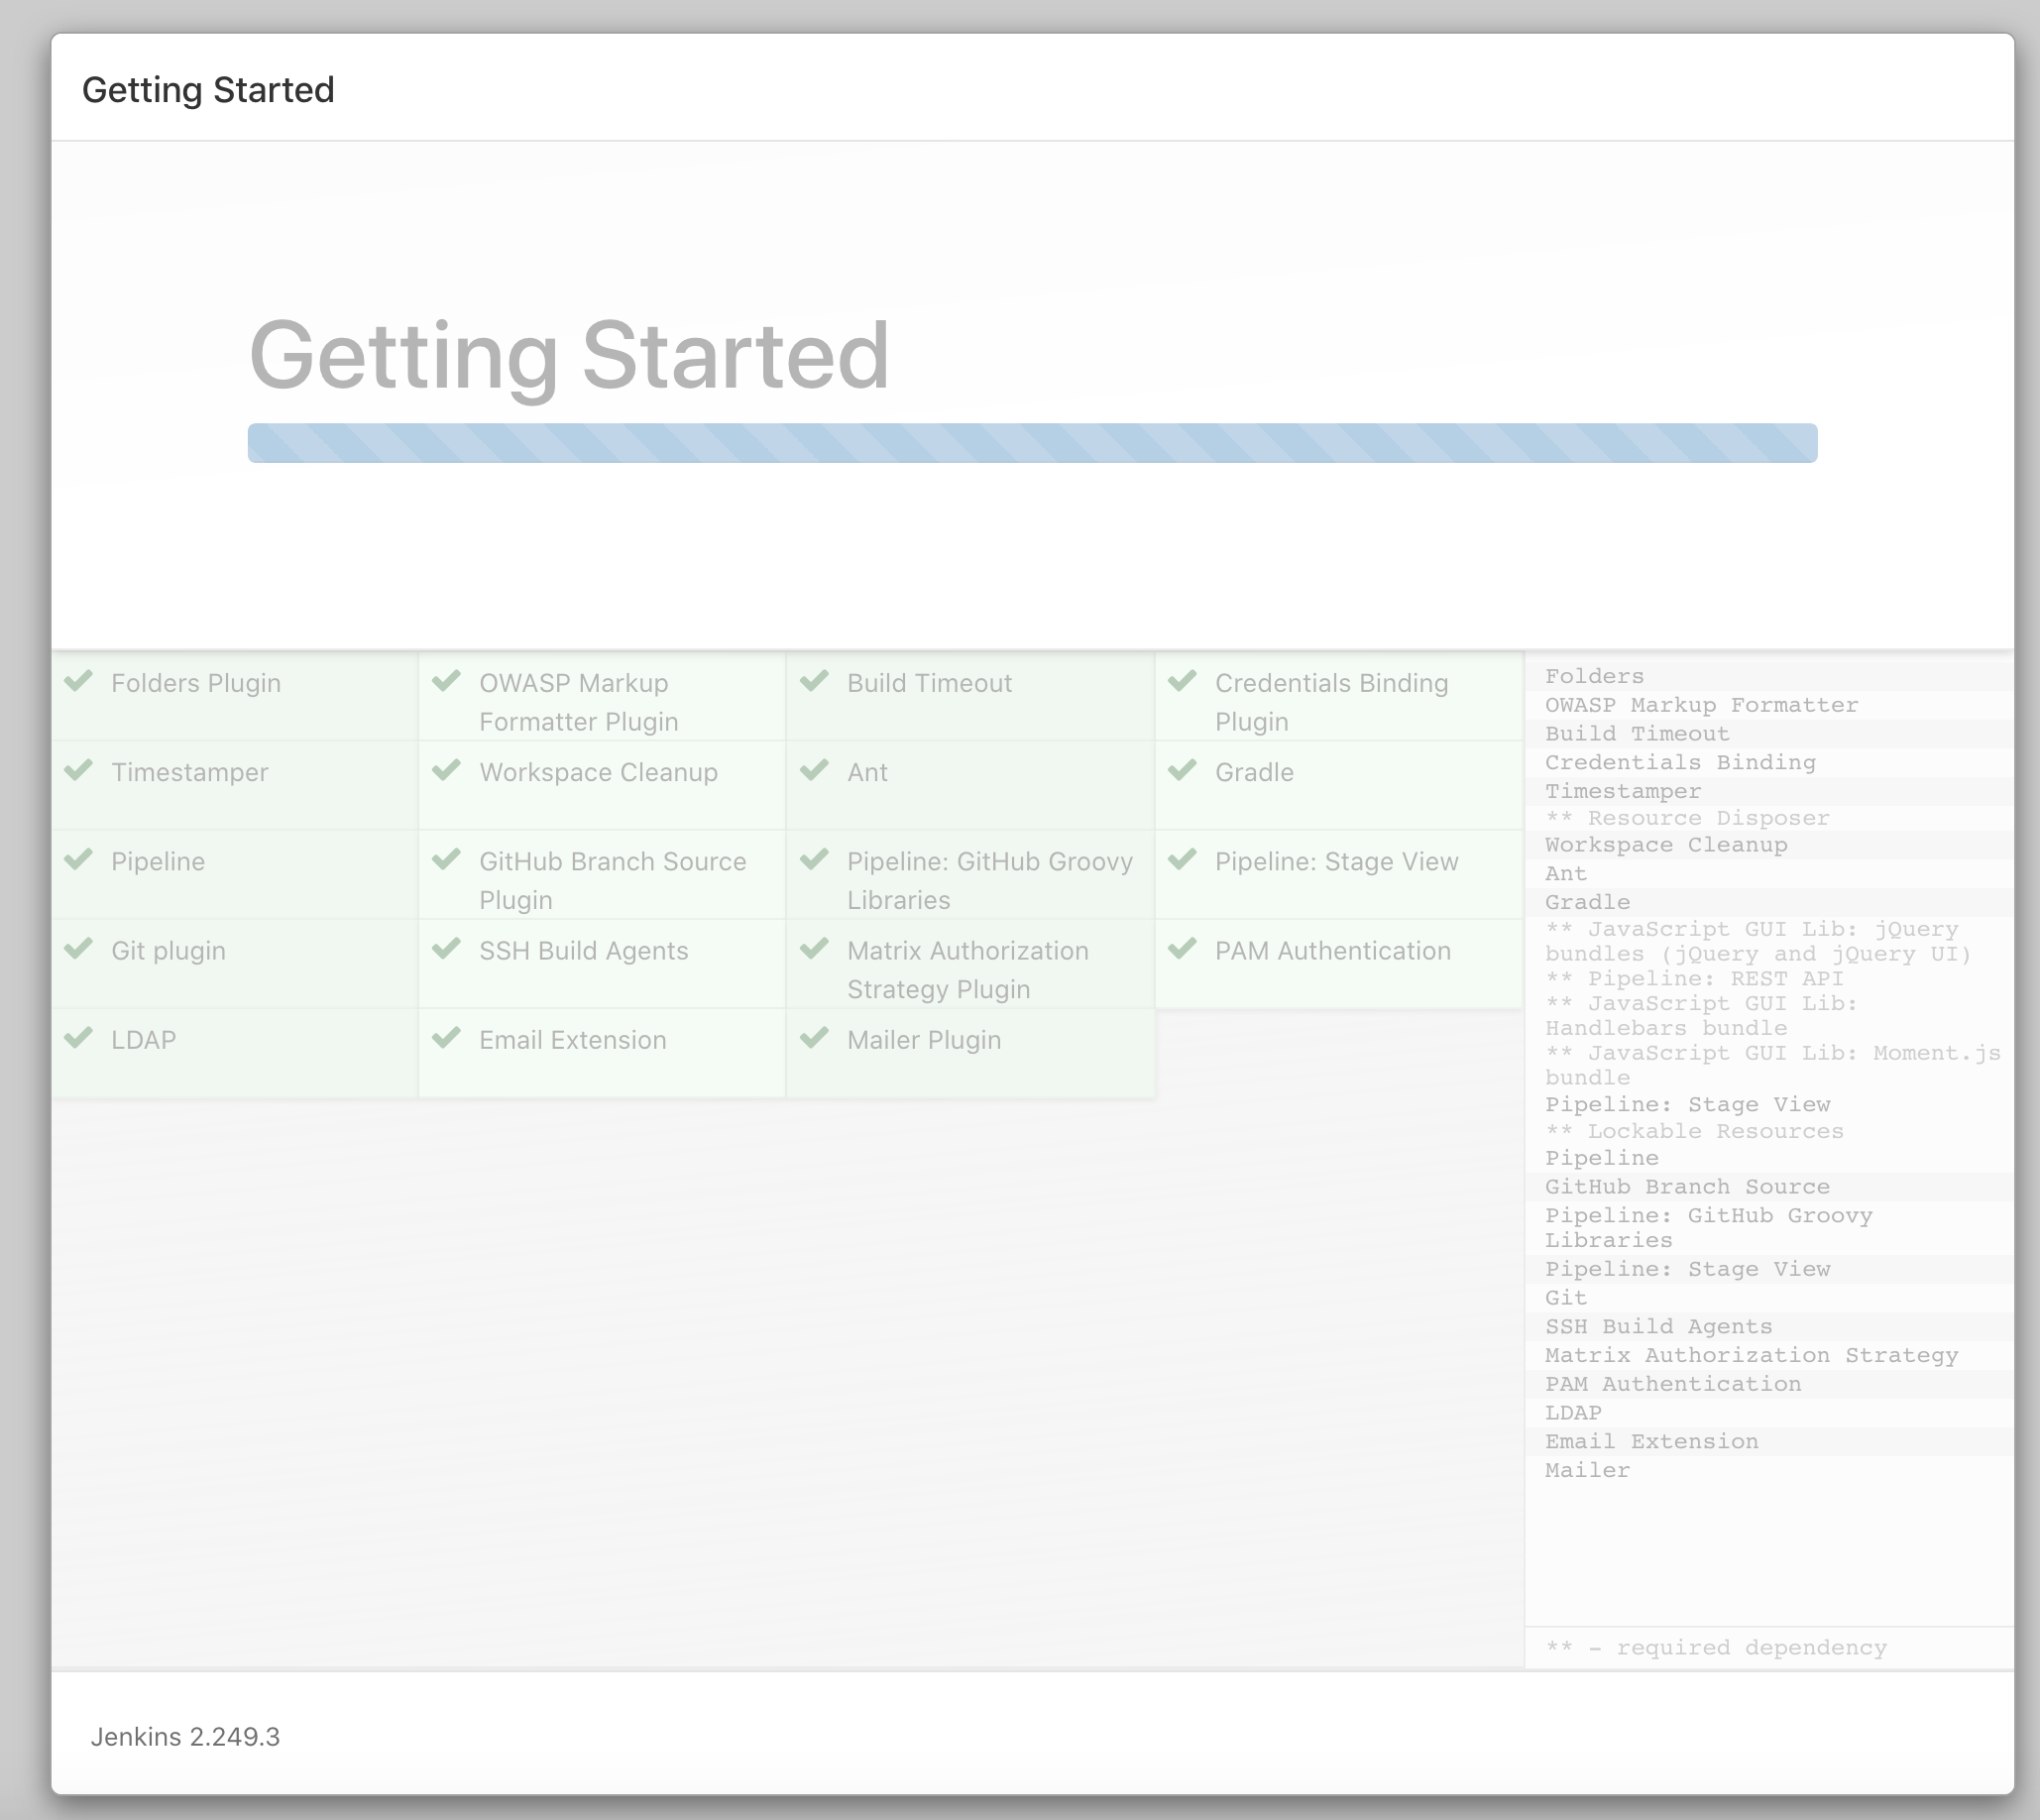 Getting Started
Getting Started
Folders Plugin
OWASP Markup
Formatter Plugin
Build Timeout
Credentials Binding
Plugin
Timestamper
Workspace Cleanup
Ant
Gradle
Pipeline
GitHub Branch Source
Plugin
Pipeline: GitHub Groovy
Libraries
Pipeline: Stage View
Git plugin
SSH Build Agents
Matrix Authorization
Strategy Plugin
PAM Authentication
LDAP
Email Extension
Mailer Plugin
Folders
OWASP Markup Formatter
Build Timeout
Credentials Binding
Timestamper
** Resource Disposer
Workspace Cleanup
Ant
Gradle
** JavaScript GUI Lib: jQuery
bundles (jQuery and jQuery UI)
** Pipeline: REST API
** JavaScript GUI Lib:
Handlebars bundle
** JavaScript GUI Lib: Moment.js
bundle
Pipeline: Stage View
** Lockable Resources
Pipeline
GitHub Branch Source
Pipeline: GitHub Groovy
Libraries
Pipeline: Stage View
Git
SSH Build Agents
Matrix Authorization Strategy
PAM Authentication
LDAP
Email Extension
Mailer
** - required dependency
Jenkins 2.249.3